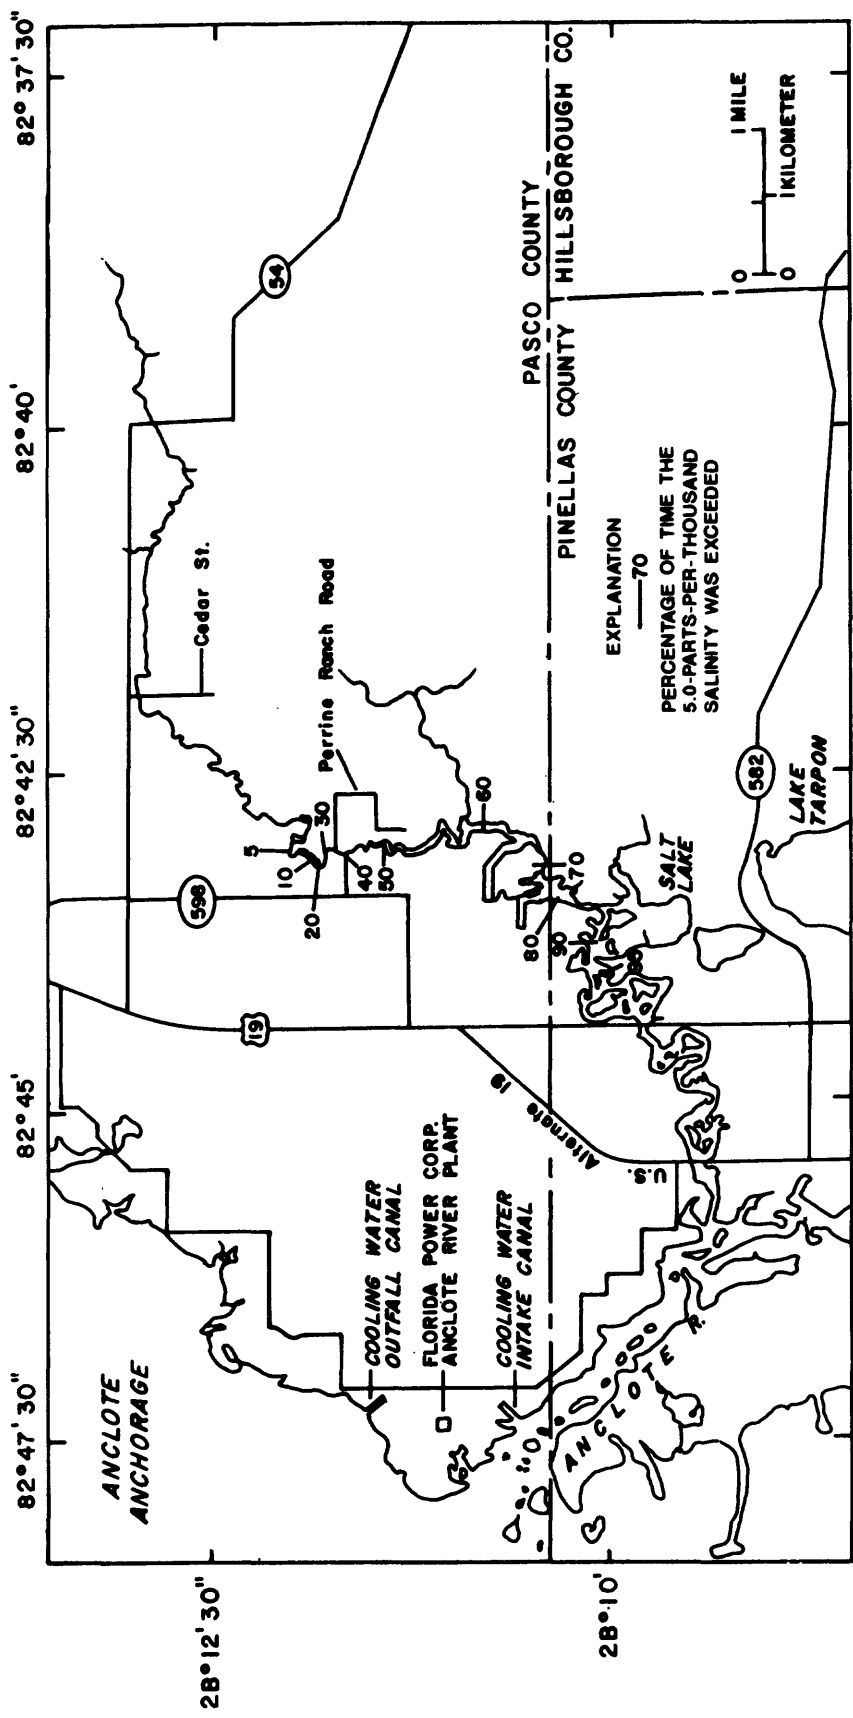 82° 47' 30"
82° 45'
82° 42' 30"
82° 40'
82° 37' 30"
28° 12' 30"
28° 10'
ANCLOTE
ANCHORAGE
COOLING WATER
OUTFALL CANAL
FLORIDA POWER CORP.
ANCLOTE RIVER PLANT
COOLING WATER
INTAKE CANAL
ANCLOTE R.
U.S. Alternate 19
19
598
54
582
Cedar St.
Perrine Ranch Road
5
10
20
30
40
50
60
70
80
90
95
SALT
LAKE
LAKE
TARPON
PASCO COUNTY
PINELLAS COUNTY
HILLSBOROUGH CO.
EXPLANATION
70
PERCENTAGE OF TIME THE
5.0-PARTS-PER-THOUSAND
SALINITY WAS EXCEEDED
0 1 MILE
0 1 KILOMETER